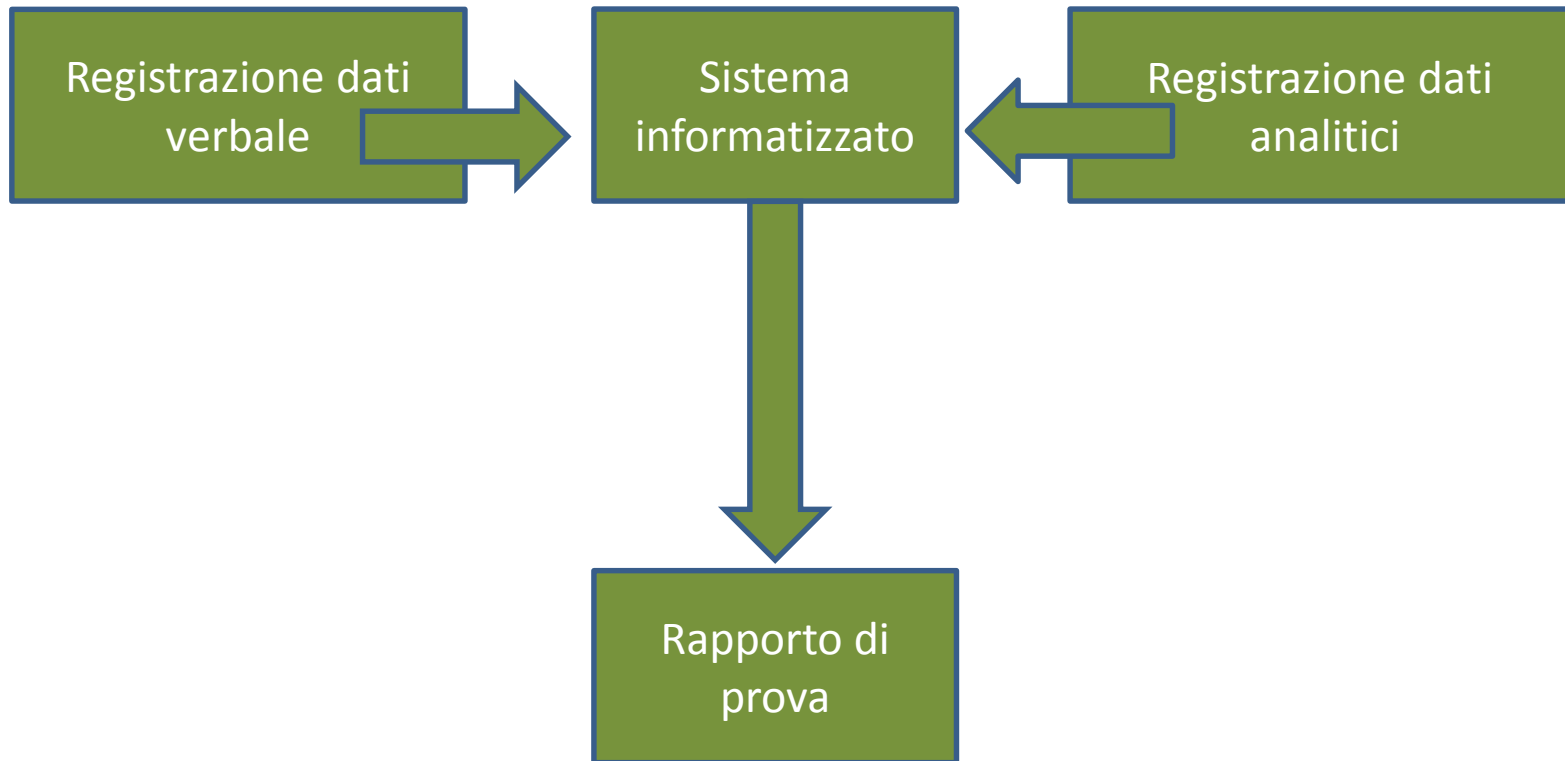 Registrazione dati
verbale
Sistema
informatizzato
Registrazione dati
analitici
Rapporto di
prova